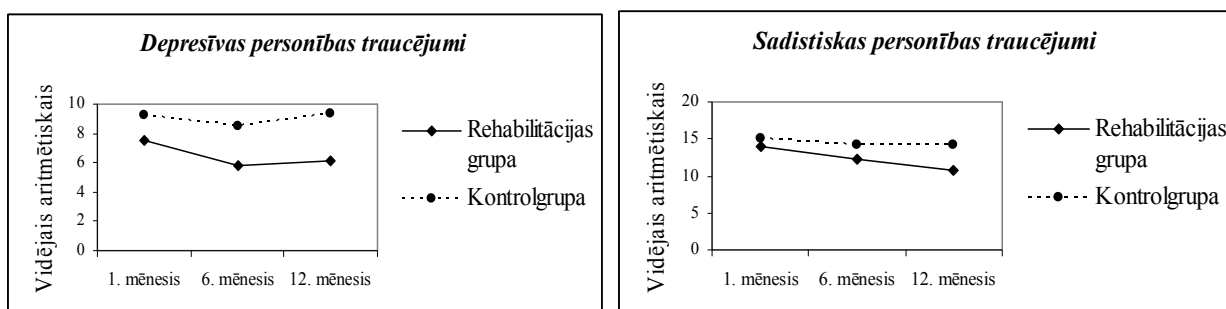 Depresīvas personības traucējumi
Vidējais aritmētiskais
10
8
6
4
2
0
1. mēnesis 6. mēnesis 12. mēnesis
Rehabilitācijas
grupa
Kontrolgrupa
Sadistiskas personības traucējumi
Vidējais aritmētiskais
20
15
10
5
0
1. mēnesis 6. mēnesis 12. mēnesis
Rehabilitācijas
grupa
Kontrolgrupa